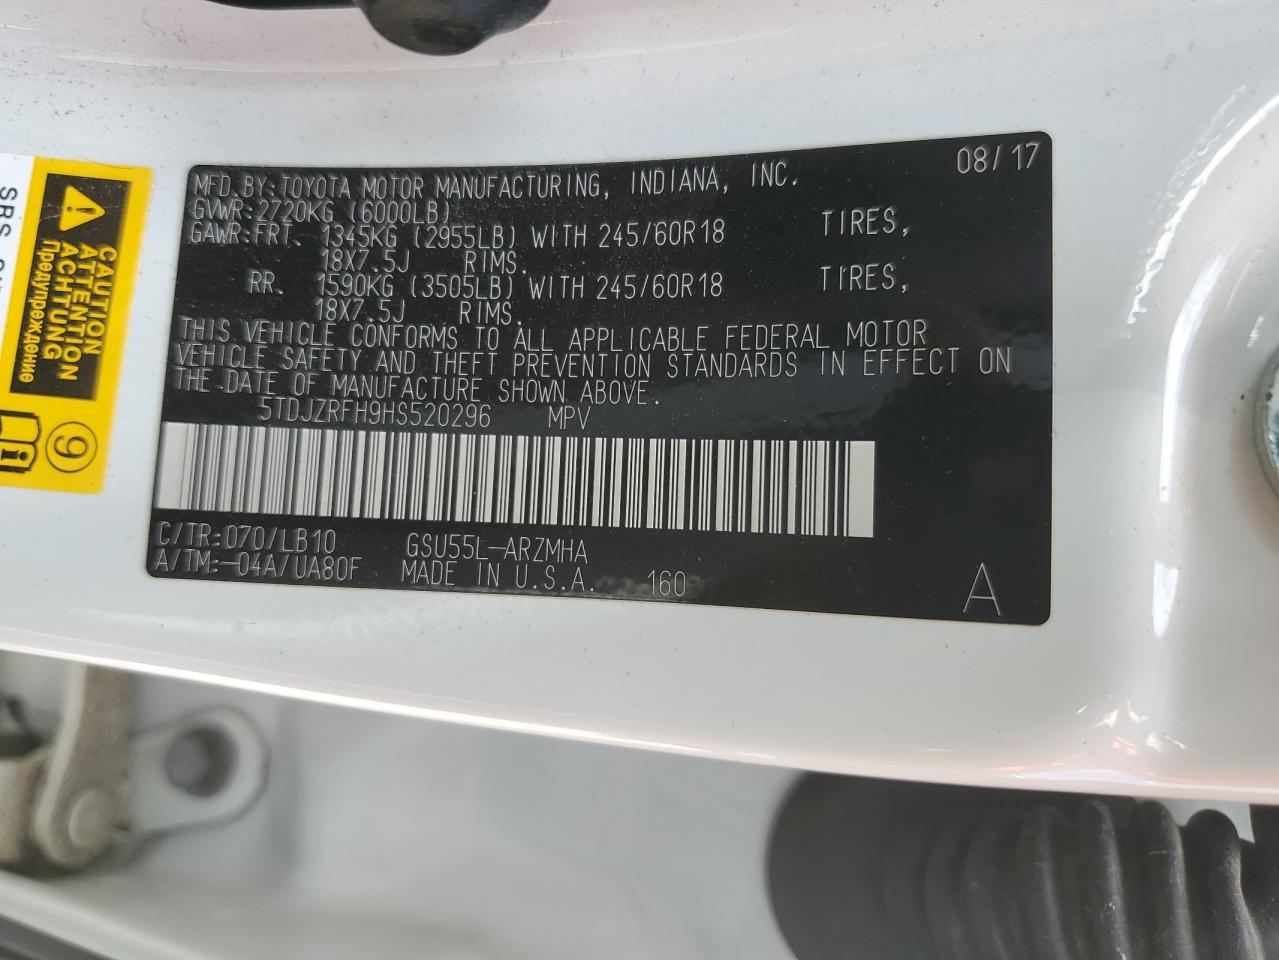 08/17
MFD. BY: TOYOTA MOTOR MANUFACTURING, INDIANA, INC.
GVWR: 2720KG (6000LB)
GAWR: FRT. 1345KG (2955LB) WITH 245/60R18 TIRES,
18X7.5J RIMS.
RR. 1590KG (3505LB) WITH 245/60R18 TIRES,
18X7.5J RIMS.
THIS VEHICLE CONFORMS TO ALL APPLICABLE FEDERAL MOTOR
VEHICLE SAFETY AND THEFT PREVENTION STANDARDS IN EFFECT ON
THE DATE OF MANUFACTURE SHOWN ABOVE.
5TDJZRFH9HS520296 MPV
C/TR: 070/LB10 GSU55L-ARZMHA
A/TM: -04A/UA80F MADE IN U.S.A. 160
A
CAUTION
ATTENTION
ACHTUNG
Предупреждение
9
SRS